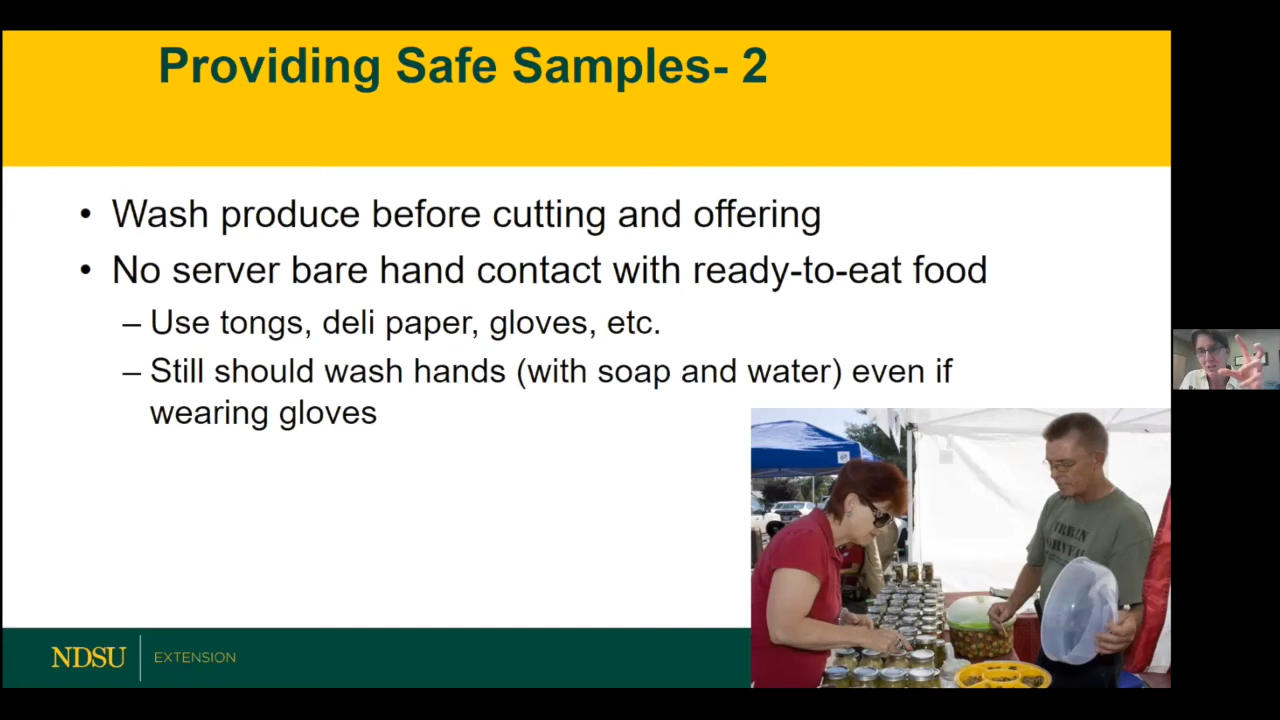 Providing Safe Samples- 2
• Wash produce before cutting and offering
• No server bare hand contact with ready-to-eat food
– Use tongs, deli paper, gloves, etc.
– Still should wash hands (with soap and water) even if
wearing gloves
NDSU EXTENSION